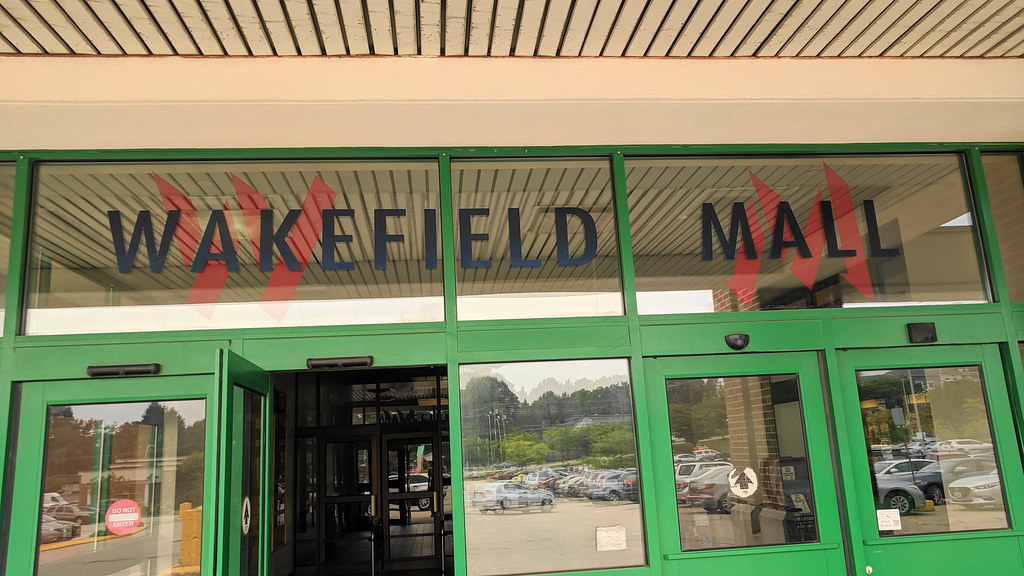 WAKEFIELD MALL
DO NOT
ENTER